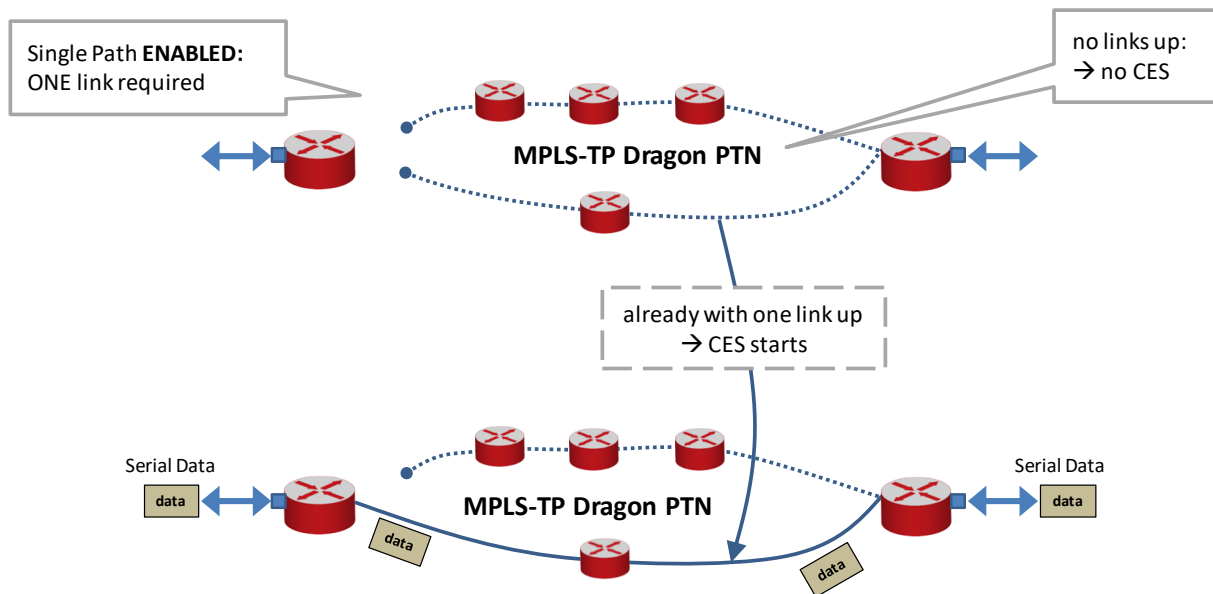 Single Path ENABLED:
ONE link required
no links up:
→ no CES
MPLS-TP Dragon PTN
already with one link up
→ CES starts
Serial Data
data
Serial Data
data
MPLS-TP Dragon PTN
data
data